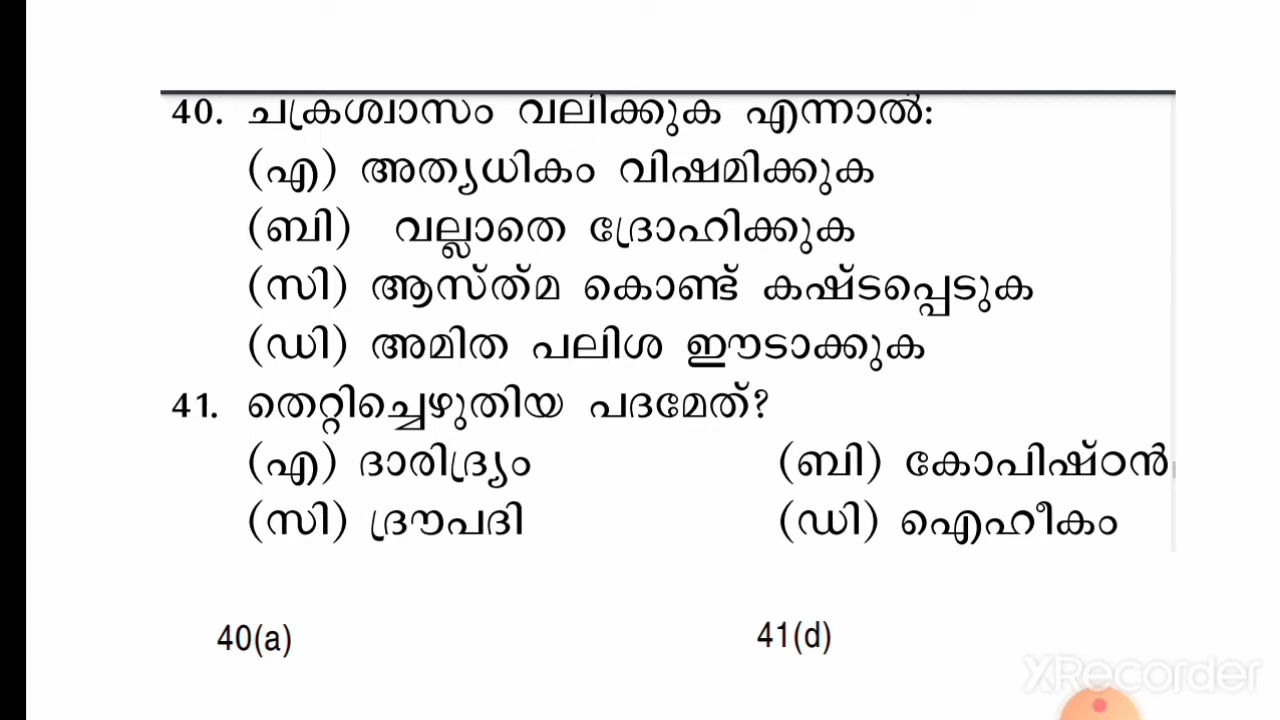 40. ചക്രശ്വാസം വലിക്കുക എന്നാൽ:
(എ) അത്യധികം വിഷമിക്കുക
(ബി) വല്ലാതെ ദ്രോഹിക്കുക
(സി) ആസ്ത്മ കൊണ്ട് കഷ്ടപ്പെടുക
(ഡി) അമിത പലിശ ഈടാക്കുക
41. തെറ്റിച്ചെഴുതിയ പദമേത്?
(എ) ദാരിദ്ര്യം (ബി) കോപിഷ്ഠൻ
(സി) ദ്രൗപദി (ഡി) ഐഹീകം
40(a) 41(d)
XRecorder